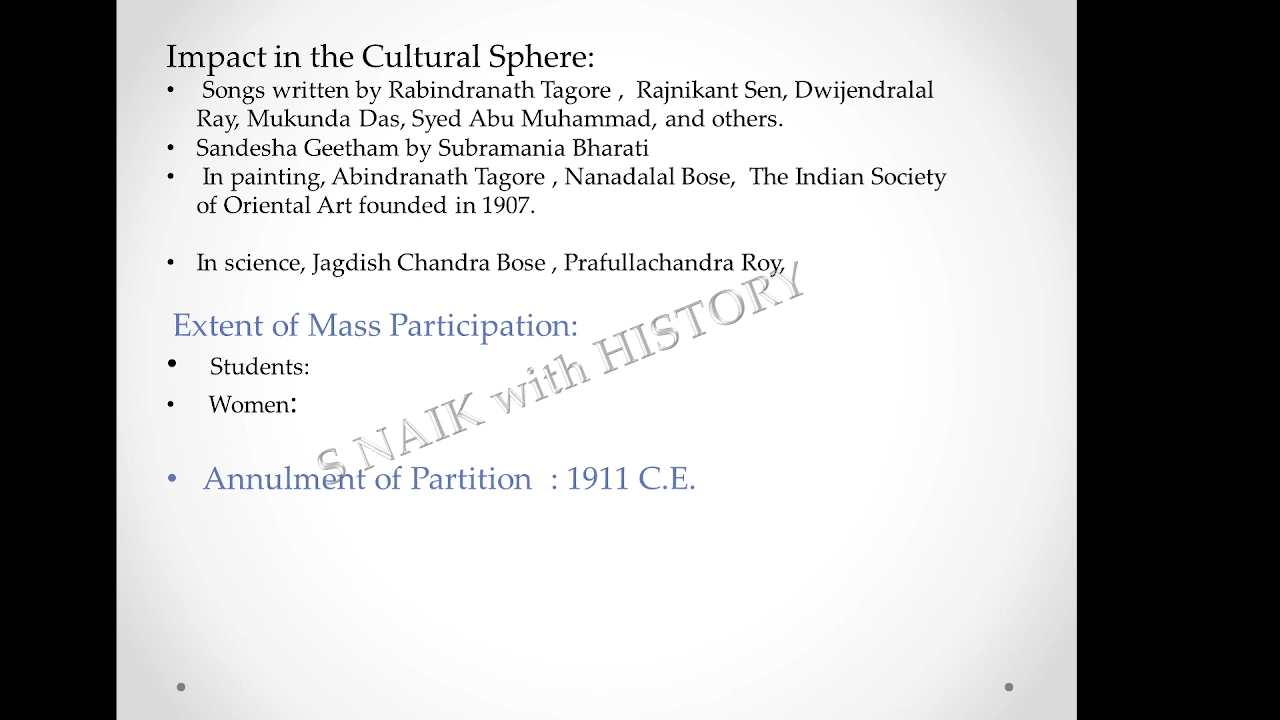 Impact in the Cultural Sphere:
• Songs written by Rabindranath Tagore , Rajnikant Sen, Dwijendralal
Ray, Mukunda Das, Syed Abu Muhammad, and others.
• Sandesha Geetham by Subramania Bharati
• In painting, Abindranath Tagore , Nanadalal Bose, The Indian Society
of Oriental Art founded in 1907.
• In science, Jagdish Chandra Bose , Prafullachandra Roy,
S NAIK with HISTORY
Extent of Mass Participation:
• Students:
• Women:
• Annulment of Partition : 1911 C.E.